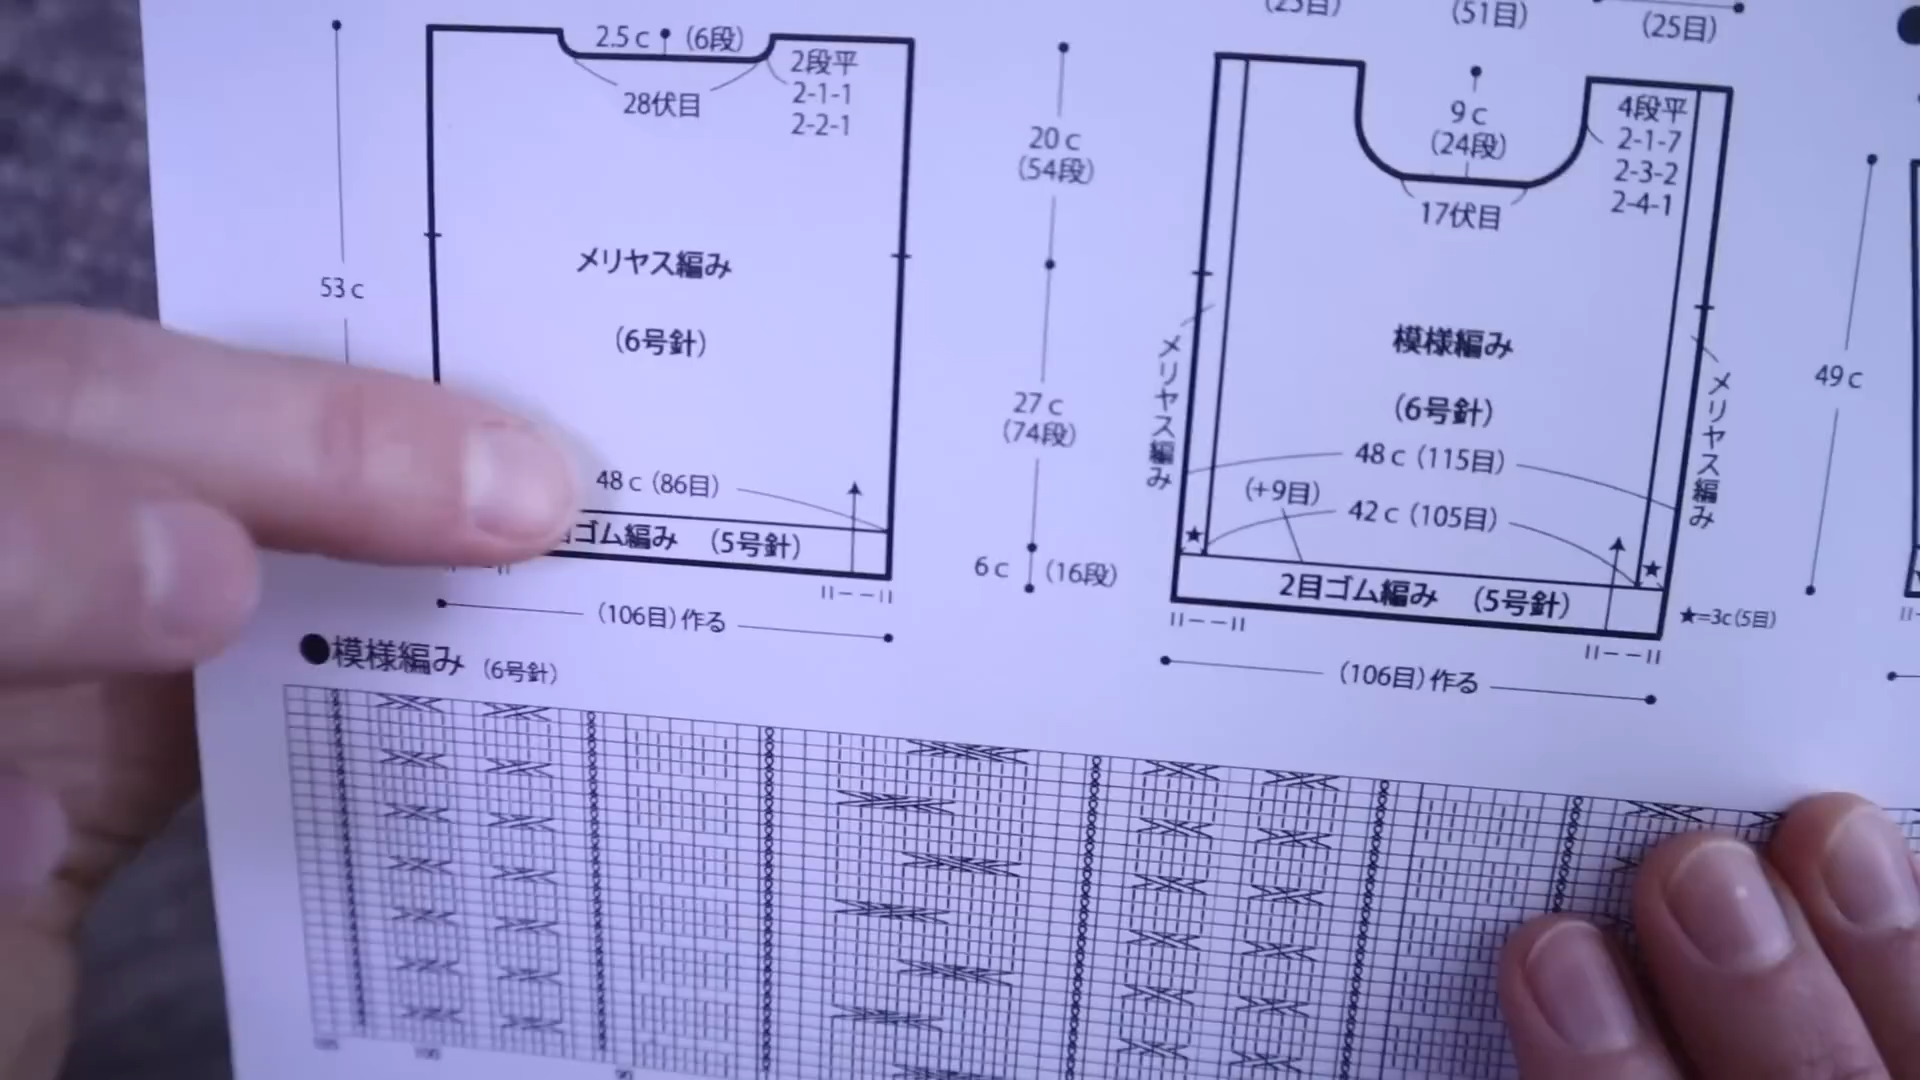 2.5c (6段)
2段平
2-1-1
2-2-1
28伏目
53c
メリヤス編み
(6号針)
48c (86目)
ゴム編み (5号針)
(106目)作る
20c
(54段)
27c
(74段)
6c (16段)
(51目)
(25目)
9c
(24段)
4段平
2-1-7
2-3-2
2-4-1
17伏目
メリヤス編み
模様編み
(6号針)
メリヤス編み
48c (115目)
(+9目)
42c (105目)
★
★
2目ゴム編み (5号針)
★=3c(5目)
(106目)作る
49c
●模様編み (6号針)